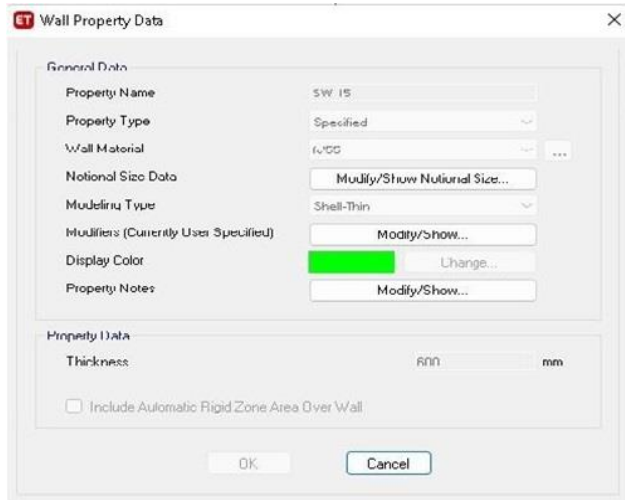 ET Wall Property Data
General Data
Property Name SW 15
Property Type Specified
Wall Material
Notional Size Data Modify/Show Notional Size...
Modeling Type Shell-Thin
Modifiers (Currently User Specified) Modify/Show...
Display Color Change...
Property Notes Modify/Show...
Property Data
Thickness 600 mm
Include Automatic Rigid Zone Area Over Wall
OK Cancel